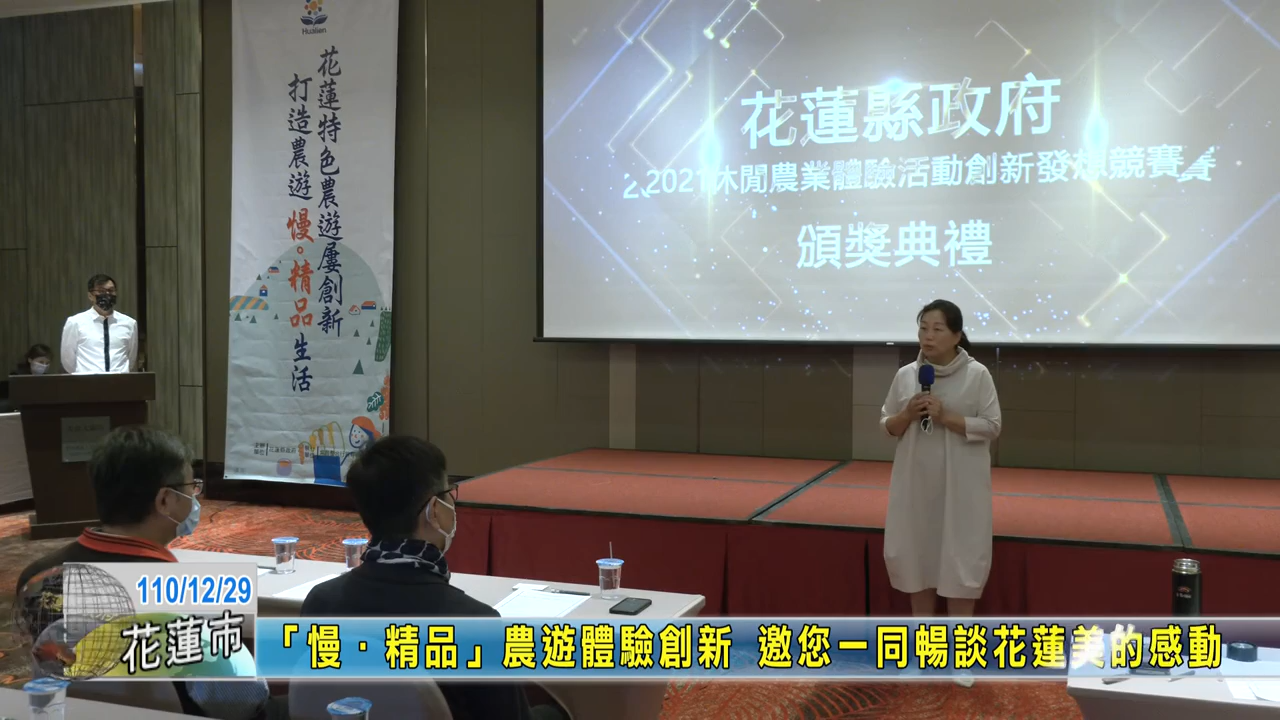 Hualien
花蓮特色農遊屢創新
打造農遊 慢。精品生活
花蓮縣政府
2021休閒農業體驗活動創新發想競賽
頒獎典禮
110/12/29
花蓮市
「慢‧精品」農遊體驗創新 邀您一同暢談花蓮美的感動